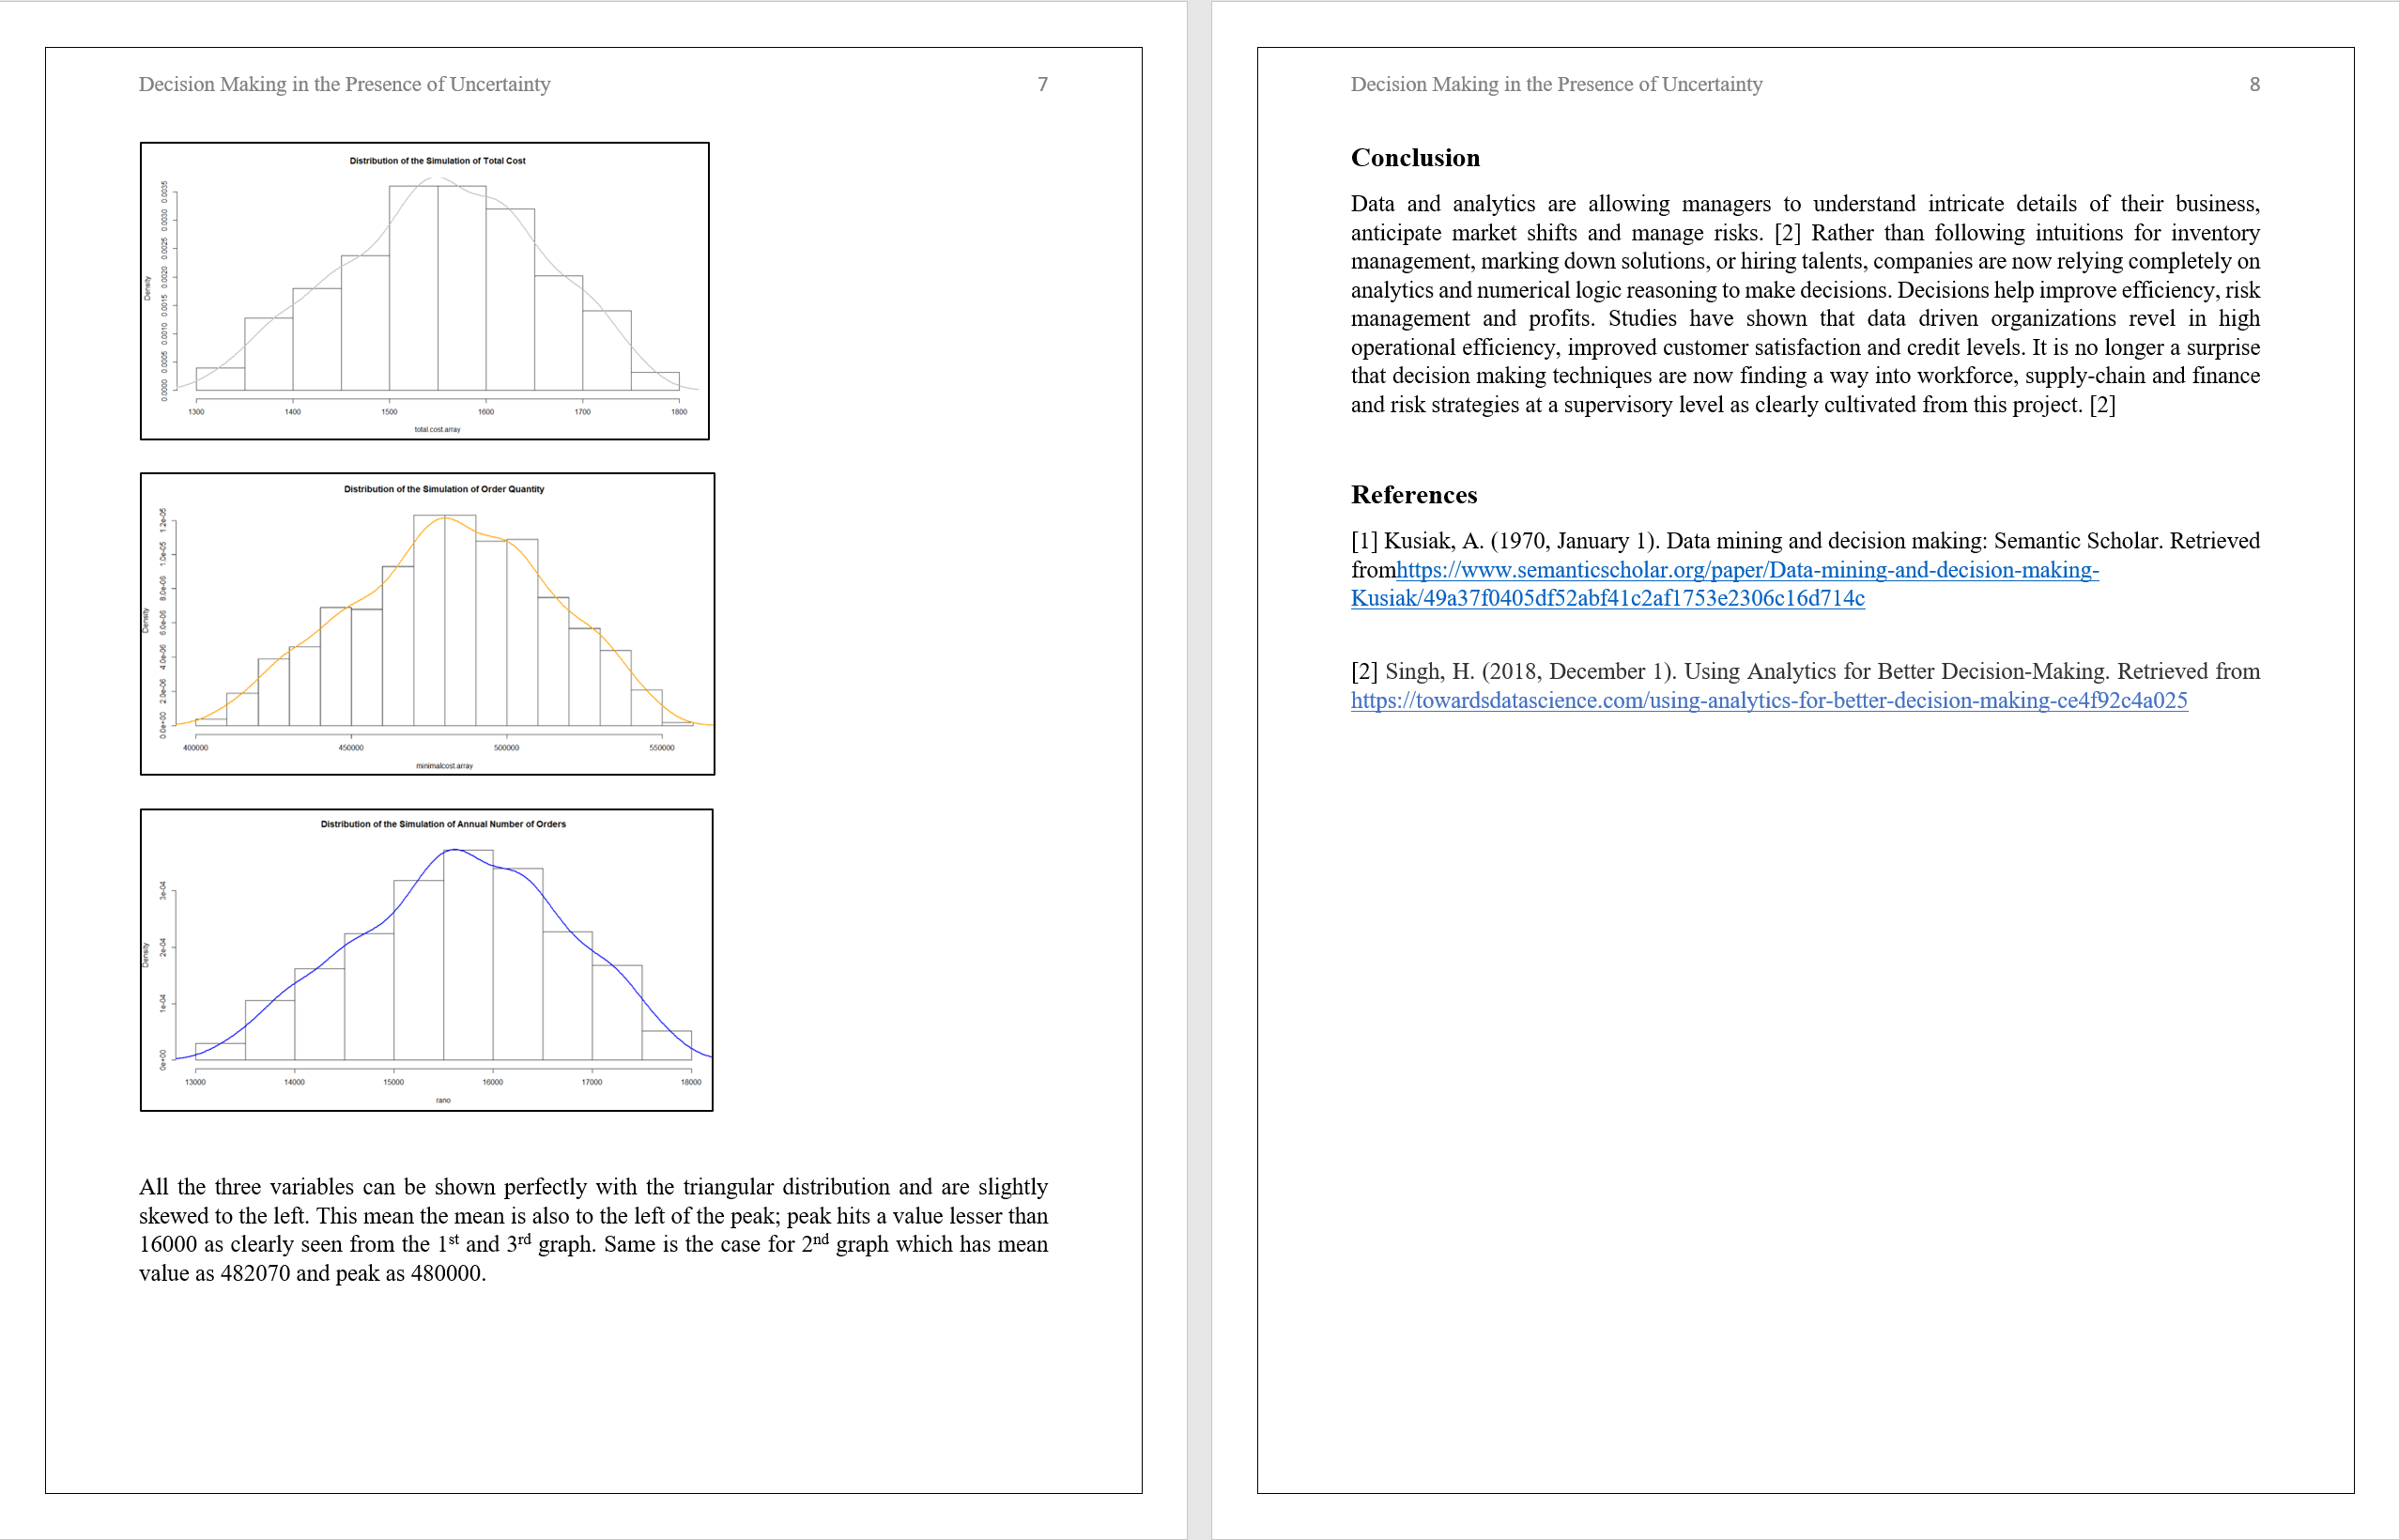 Decision Making in the Presence of Uncertainty 7
Distribution of the Simulation of Total Cost
Density
0.0000 0.0005 0.0010 0.0015 0.0020 0.0025 0.0030 0.0035
1300 1400 1500 1600 1700 1800
total.cost.array
Distribution of the Simulation of Order Quantity
Density
0.0e+00 2.0e-06 4.0e-06 6.0e-06 8.0e-06 1.0e-05 1.2e-05
400000 450000 500000 550000
minimalcost.array
Distribution of the Simulation of Annual Number of Orders
Density
0e+00 1e-04 2e-04 3e-04
13000 14000 15000 16000 17000 18000
rano
All the three variables can be shown perfectly with the triangular distribution and are slightly
skewed to the left. This mean the mean is also to the left of the peak; peak hits a value lesser than
16000 as clearly seen from the 1st and 3rd graph. Same is the case for 2nd graph which has mean
value as 482070 and peak as 480000.
Decision Making in the Presence of Uncertainty 8
Conclusion
Data and analytics are allowing managers to understand intricate details of their business,
anticipate market shifts and manage risks. [2] Rather than following intuitions for inventory
management, marking down solutions, or hiring talents, companies are now relying completely on
analytics and numerical logic reasoning to make decisions. Decisions help improve efficiency, risk
management and profits. Studies have shown that data driven organizations revel in high
operational efficiency, improved customer satisfaction and credit levels. It is no longer a surprise
that decision making techniques are now finding a way into workforce, supply-chain and finance
and risk strategies at a supervisory level as clearly cultivated from this project. [2]
References
[1] Kusiak, A. (1970, January 1). Data mining and decision making: Semantic Scholar. Retrieved
fromhttps://www.semanticscholar.org/paper/Data-mining-and-decision-making-
Kusiak/49a37f0405df52abf41c2af1753e2306c16d714c
[2] Singh, H. (2018, December 1). Using Analytics for Better Decision-Making. Retrieved from
https://towardsdatascience.com/using-analytics-for-better-decision-making-ce4f92c4a025